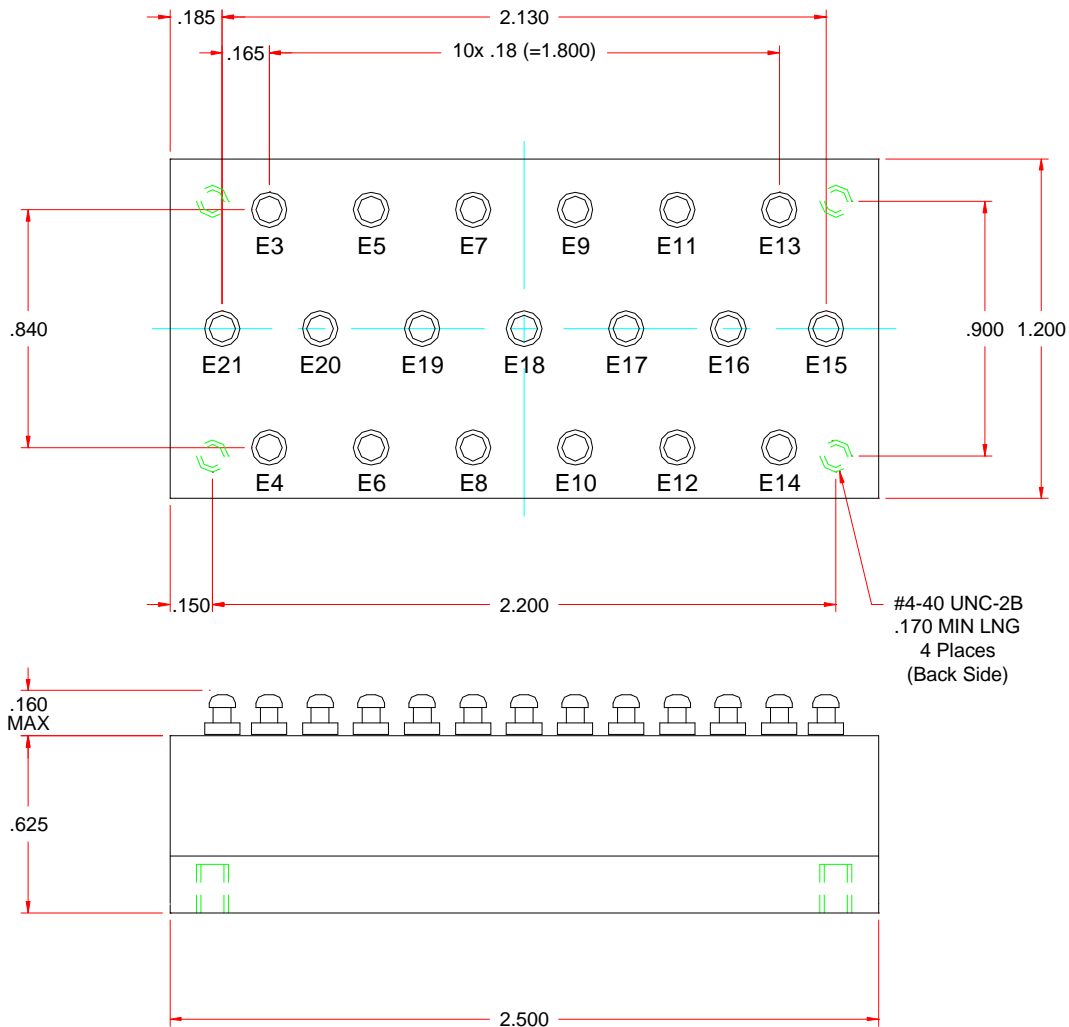 .185
2.130
.165
10x .18 (=1.800)
E3 E5 E7 E9 E11 E13
.840
.900 1.200
E21 E20 E19 E18 E17 E16 E15
E4 E6 E8 E10 E12 E14
.150
2.200
#4-40 UNC-2B
.170 MIN LNG
4 Places
(Back Side)
.160
MAX
.625
2.500